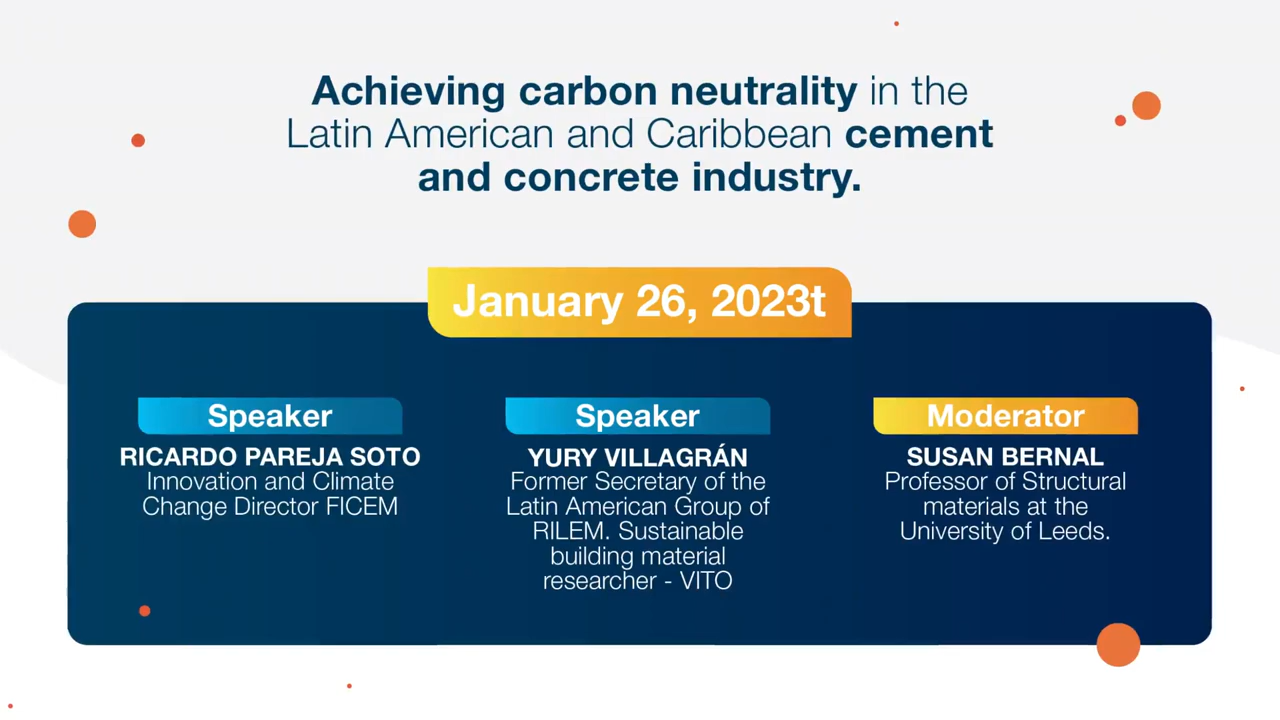 Achieving carbon neutrality in the
Latin American and Caribbean cement
and concrete industry.
January 26, 2023t
Speaker
RICARDO PAREJA SOTO
Innovation and Climate
Change Director FICEM
Speaker
YURY VILLAGRÁN
Former Secretary of the
Latin American Group of
RILEM. Sustainable
building material
researcher - VITO
Moderator
SUSAN BERNAL
Professor of Structural
materials at the
University of Leeds.